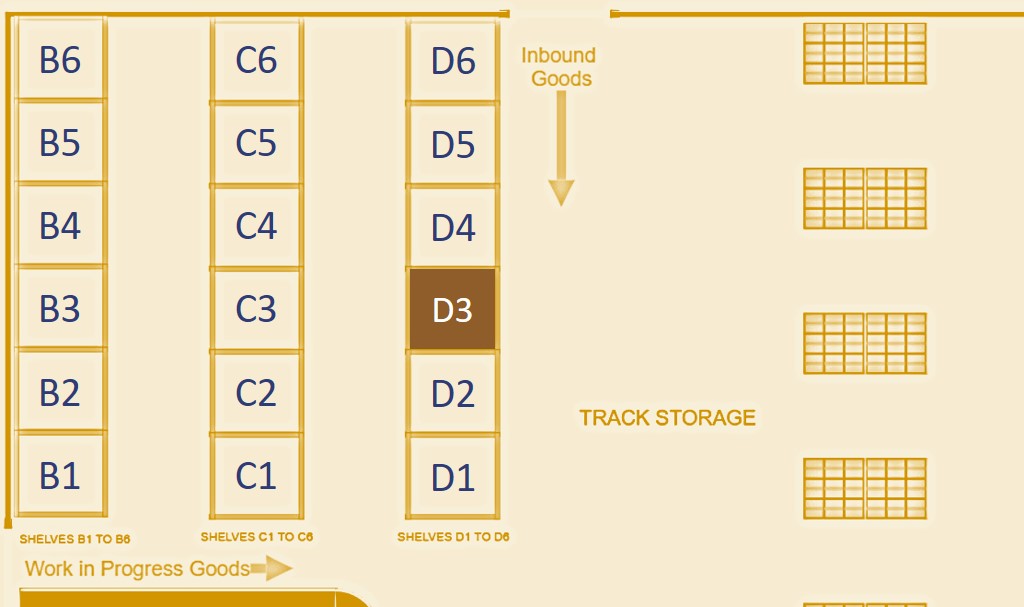 B6 C6 D6
Inbound
Goods
B5 C5 D5
B4 C4 D4
B3 C3 D3
B2 C2 D2
TRACK STORAGE
B1 C1 D1
SHELVES B1 TO B6 SHELVES C1 TO C6 SHELVES D1 TO D6
Work in Progress Goods